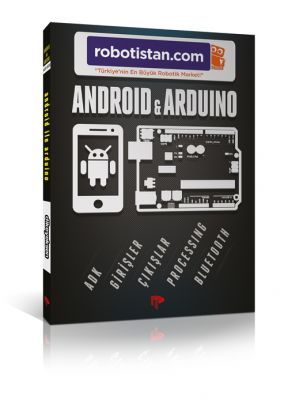 robotistan.com
"Türkiye'nin En Büyük Robotik Marketi"
ANDROID & ARDUINO
ADK
GİRİŞLER
ÇIKIŞLAR
PROCESSING
BLUETOOTH
android ile arduino